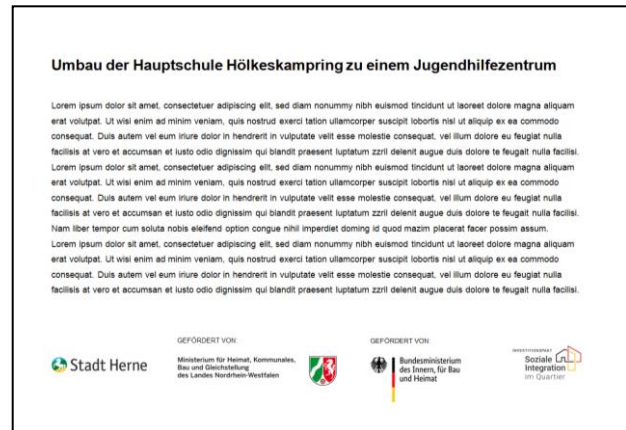 Umbau der Hauptschule Hölkeskampring zu einem Jugendhilfezentrum
Lorem ipsum dolor sit amet, consectetuer adipiscing elit, sed diam nonummy nibh euismod tincidunt ut laoreet dolore magna aliquam
erat volutpat. Ut wisi enim ad minim veniam, quis nostrud exerci tation ullamcorper suscipit lobortis nisl ut aliquip ex ea commodo
consequat. Duis autem vel eum iriure dolor in hendrerit in vulputate velit esse molestie consequat, vel illum dolore eu feugiat nulla
facilisis at vero et accumsan et iusto odio dignissim qui blandit praesent luptatum zzril delenit augue duis dolore te feugait nulla facilisi.
Lorem ipsum dolor sit amet, consectetuer adipiscing elit, sed diam nonummy nibh euismod tincidunt ut laoreet dolore magna aliquam
erat volutpat. Ut wisi enim ad minim veniam, quis nostrud exerci tation ullamcorper suscipit lobortis nisl ut aliquip ex ea commodo
consequat. Duis autem vel eum iriure dolor in hendrerit in vulputate velit esse molestie consequat, vel illum dolore eu feugiat nulla
facilisis at vero et accumsan et iusto odio dignissim qui blandit praesent luptatum zzril delenit augue duis dolore te feugait nulla facilisi.
Nam liber tempor cum soluta nobis eleifend option congue nihil imperdiet doming id quod mazim placerat facer possim assum.
Lorem ipsum dolor sit amet, consectetuer adipiscing elit, sed diam nonummy nibh euismod tincidunt ut laoreet dolore magna aliquam
erat volutpat. Ut wisi enim ad minim veniam, quis nostrud exerci tation ullamcorper suscipit lobortis nisl ut aliquip ex ea commodo
consequat. Duis autem vel eum iriure dolor in hendrerit in vulputate velit esse molestie consequat, vel illum dolore eu feugiat nulla
facilisis at vero et accumsan et iusto odio dignissim qui blandit praesent luptatum zzril delenit augue duis dolore te feugait nulla facilisi.
Stadt Herne
GEFÖRDERT VON:
Ministerium für Heimat, Kommunales,
Bau und Gleichstellung
des Landes Nordrhein-Westfalen
GEFÖRDERT VON:
Bundesministerium
des Innern, für Bau
und Heimat
INVESTITIONSPAKT
Soziale
Integration
im Quartier